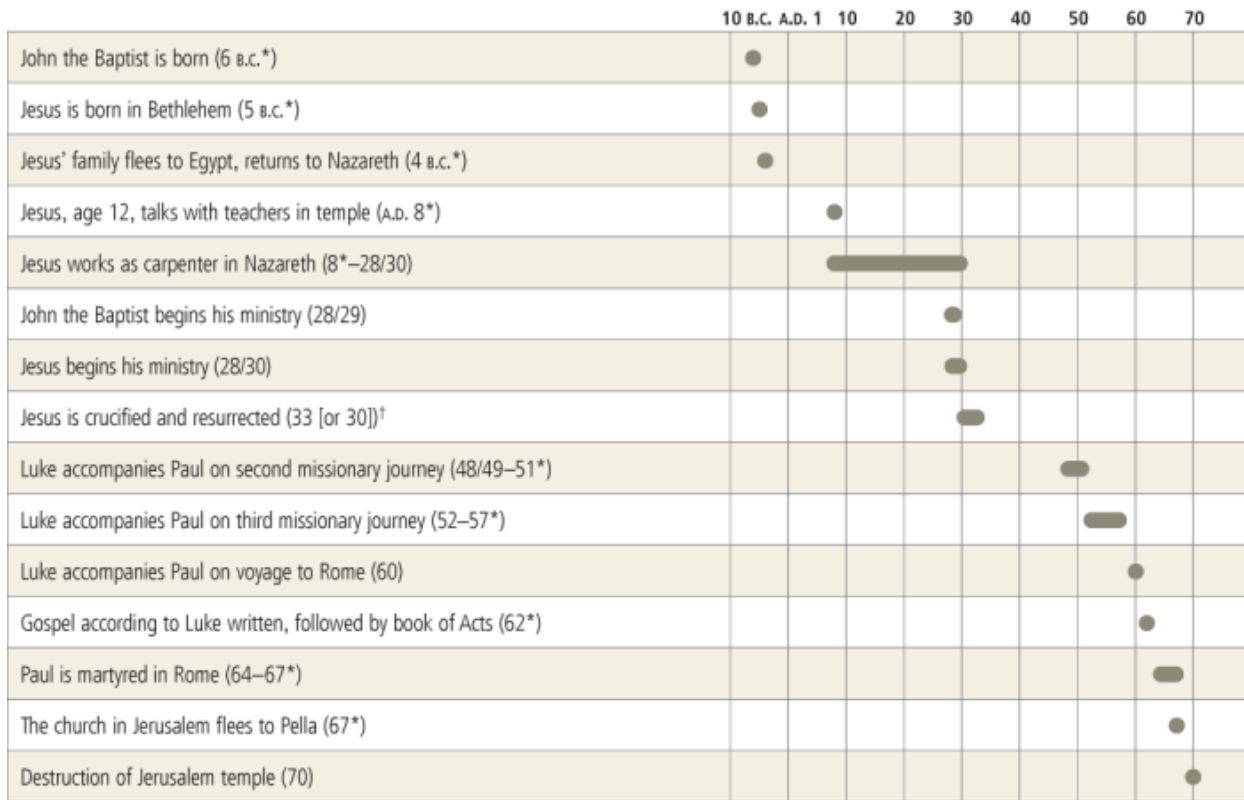 10 B.C. A.D. 1 10 20 30 40 50 60 70
John the Baptist is born (6 B.C.*)
Jesus is born in Bethlehem (5 B.C.*)
Jesus’ family flees to Egypt, returns to Nazareth (4 B.C.*)
Jesus, age 12, talks with teachers in temple (A.D. 8*)
Jesus works as carpenter in Nazareth (8*–28/30)
John the Baptist begins his ministry (28/29)
Jesus begins his ministry (28/30)
Jesus is crucified and resurrected (33 [or 30])†
Luke accompanies Paul on second missionary journey (48/49–51*)
Luke accompanies Paul on third missionary journey (52–57*)
Luke accompanies Paul on voyage to Rome (60)
Gospel according to Luke written, followed by book of Acts (62*)
Paul is martyred in Rome (64–67*)
The church in Jerusalem flees to Pella (67*)
Destruction of Jerusalem temple (70)